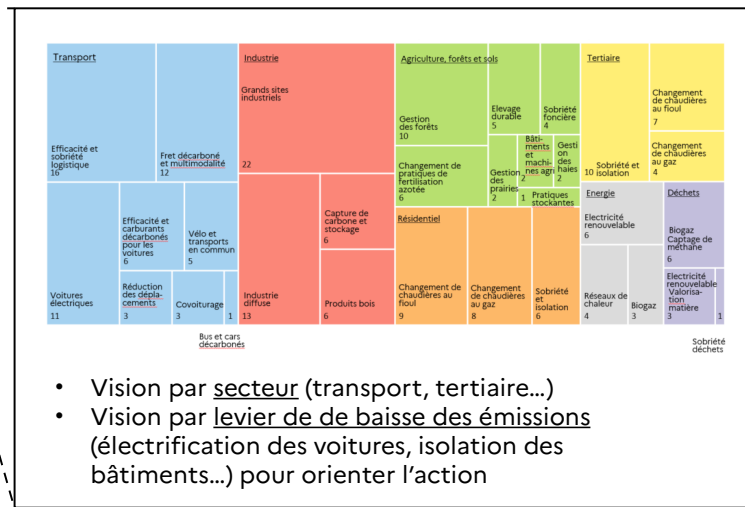 Transport
Efficacité et
sobriété
logistique
16
Fret décarboné
et multimodalité
12
Voitures
électriques
11
Efficacité et
carburants
décarbonés
pour les
voitures
6
Vélo et
transports
en commun
5
Réduction
des dépla-
cements
3
Covoiturage
3
1
Bus et cars
décarbonés
Industrie
Grands sites
industriels
22
Industrie
diffuse
13
Capture de
carbone et
stockage
6
Produits bois
6
Agriculture, forêts et sols
Gestion
des forêts
10
Changement de
pratiques de
fertilisation
azotée
6
Elevage
durable
5
Sobriété
foncière
4
Gestion
des
prairies
2
Bâti-
ments
et
machi-
nes agri
2
Gesti
on
des
haies
2
Pratiques
stockantes
1
Résidentiel
Changement de
chaudières au
fioul
9
Changement
de chaudières
au gaz
8
Sobriété
et
isolation
6
Tertiaire
Sobriété et
10 isolation
Changement
de chaudières
au fioul
7
Changement
de chaudières
au gaz
4
Energie
Electricité
renouvelable
6
Réseaux de
chaleur
4
Biogaz
3
Déchets
Biogaz
Captage de
méthane
6
Electricité
renouvelable
Valorisa-
tion
matière
3
1
Sobriété
déchets
• Vision par secteur (transport, tertiaire…)
• Vision par levier de de baisse des émissions
(électrification des voitures, isolation des
bâtiments…) pour orienter l’action